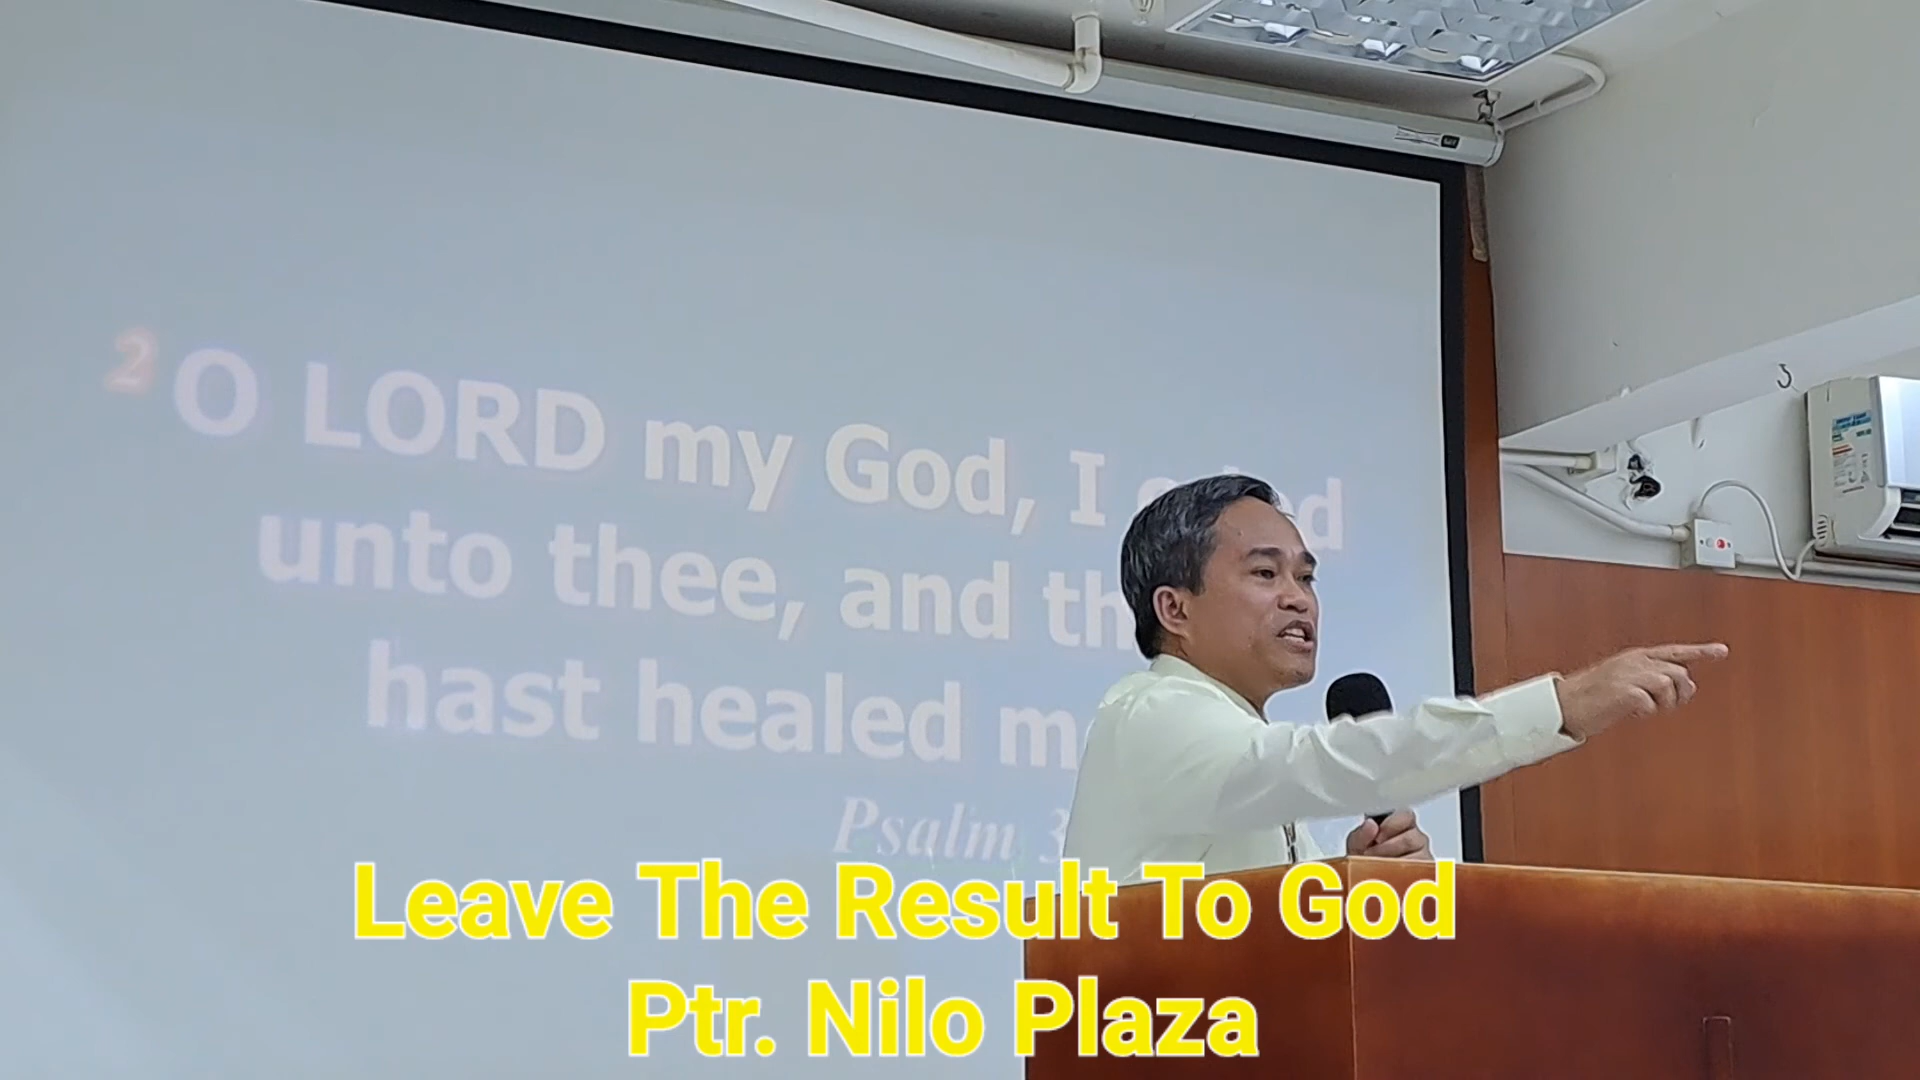 2 O LORD my God, I
unto thee, and
hast healed
Psalm
Leave The Result To God
Ptr. Nilo Plaza